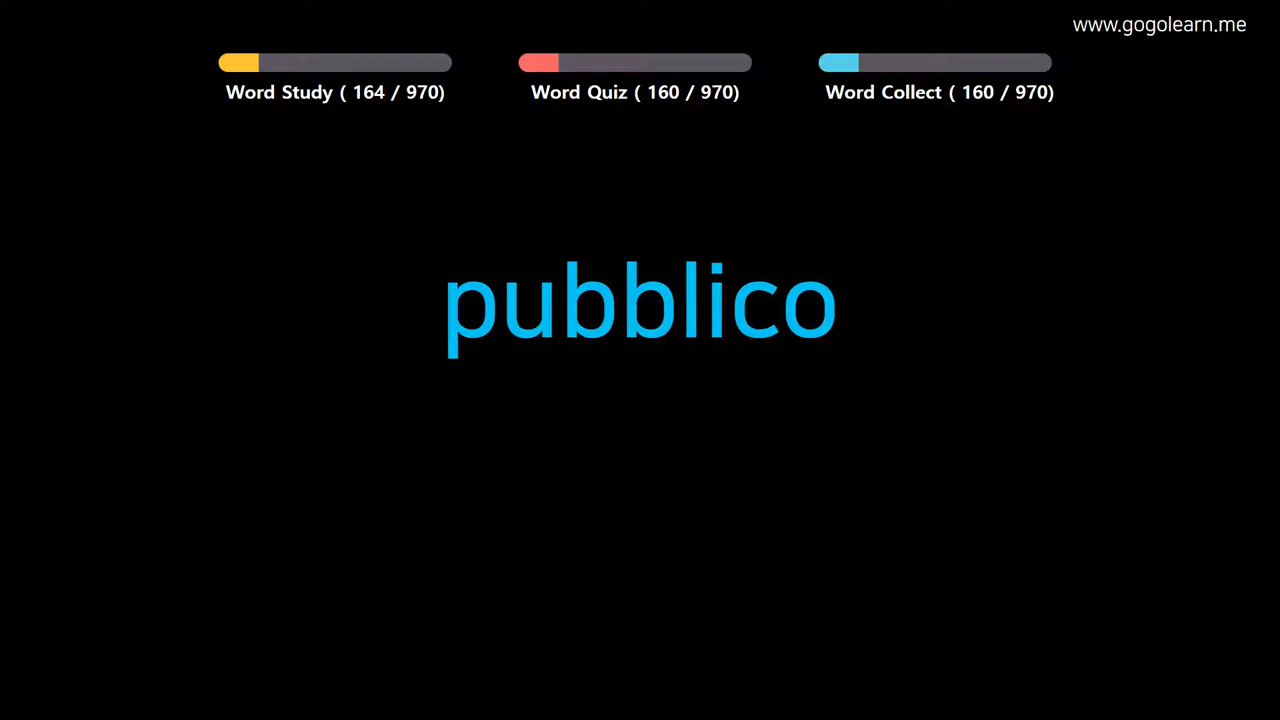 www.gogolearn.me
Word Study ( 164 / 970)
Word Quiz ( 160 / 970)
Word Collect ( 160 / 970)
pubblico